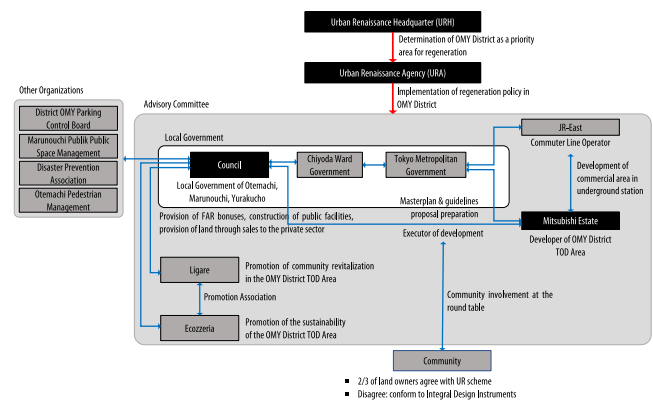 Urban Renaissance Headquarter (URH)
Determination of OMY District as a priority
area for regeneration
Urban Renaissance Agency (URA)
Implementation of regeneration policy in
OMY District
Other Organizations
District OMY Parking
Control Board
Marunouchi Publik Public
Space Management
Disaster Prevention
Association
Otemachi Pedestrian
Management
Advisory Committee
Local Government
Council
Local Government of Otemachi,
Marunouchi, Yurakucho
Chiyoda Ward
Government
Tokyo Metropolitan
Government
JR-East
Commuter Line Operator
Development of
commercial area in
underground station
Masterplan & guidelines
proposal preparation
Provision of FAR bonuses, construction of public facilities,
provision of land through sales to the private sector
Executor of development
Mitsubishi Estate
Developer of OMY District
TOD Area
Ligare
Promotion of community revitalization
in the OMY District TOD Area
Promotion Association
Ecozzeria
Promotion of the sustainability
of the OMY District TOD Area
Community involvement at the
round table
Community
▪ 2/3 of land owners agree with UR scheme
▪ Disagree: conform to Integral Design Instruments